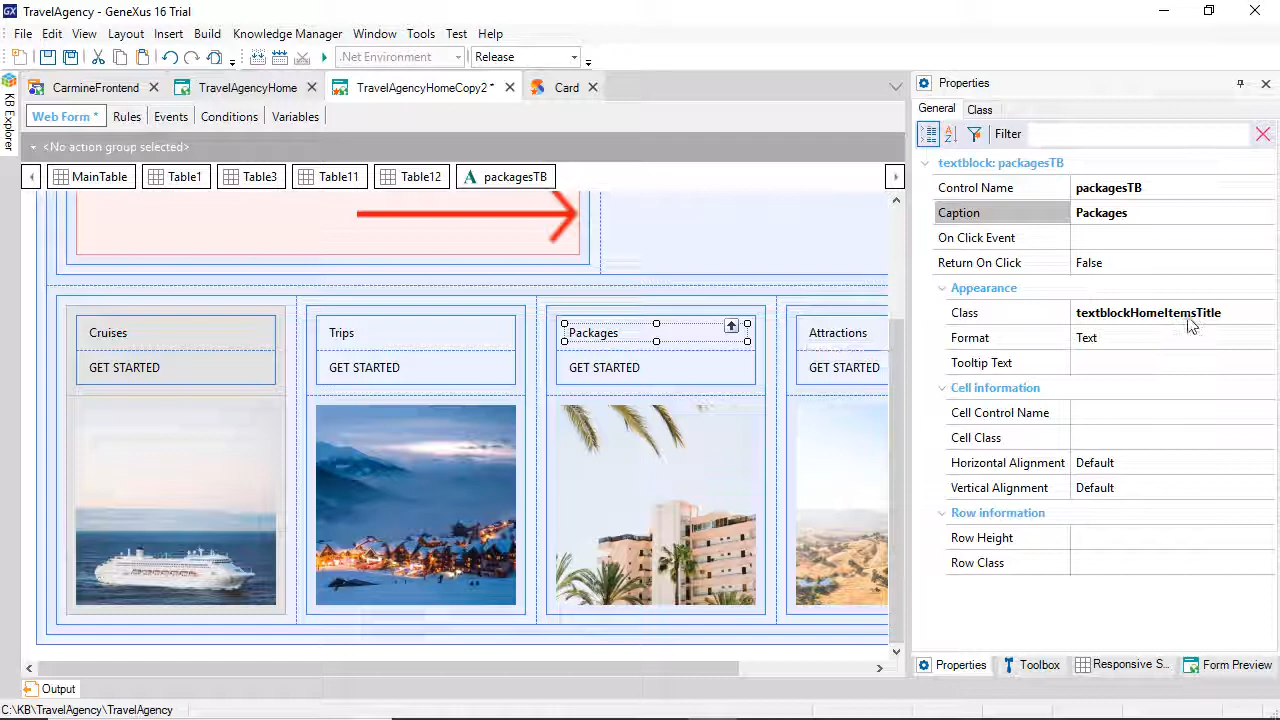 TravelAgency - GeneXus 16 Trial
File Edit View Layout Insert Build Knowledge Manager Window Tools Test Help
.Net Environment Release
CarmineFrontend TravelAgencyHome TravelAgencyHomeCopy2 * Card
Web Form * Rules Events Conditions Variables
<No action group selected>
MainTable Table1 Table3 Table11 Table12 packagesTB
Cruises Trips Packages Attractions
GET STARTED GET STARTED GET STARTED GET STARTED
Output
C:\KB\TravelAgency\TravelAgency
KB Explorer
Properties
General Class
Filter
textblock: packagesTB
Control Name packagesTB
Caption Packages
On Click Event
Return On Click False
Appearance
Class textblockHomeItemsTitle
Format Text
Tooltip Text
Cell information
Cell Control Name
Cell Class
Horizontal Alignment Default
Vertical Alignment Default
Row information
Row Height
Row Class
Properties Toolbox Responsive S... Form Preview